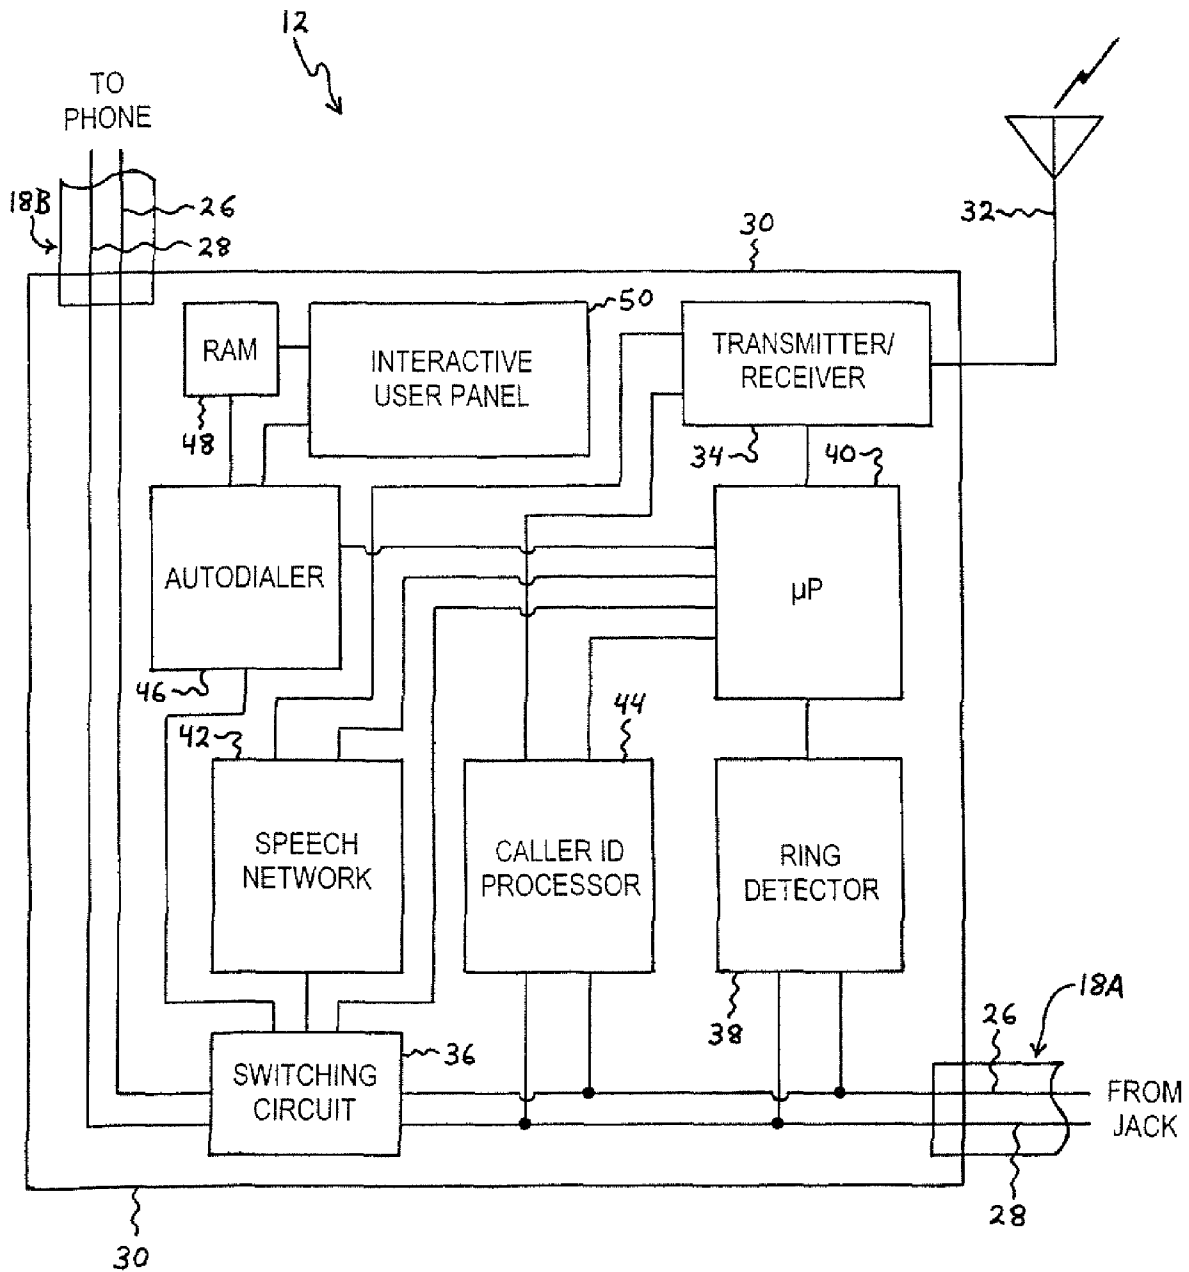 12
TO
PHONE
18B
26
28
32
30
50
RAM
INTERACTIVE
USER PANEL
TRANSMITTER/
RECEIVER
48
34
40
AUTODIALER
µP
46
42
44
SPEECH
NETWORK
CALLER ID
PROCESSOR
RING
DETECTOR
38
18A
26
36
SWITCHING
CIRCUIT
FROM
JACK
28
30